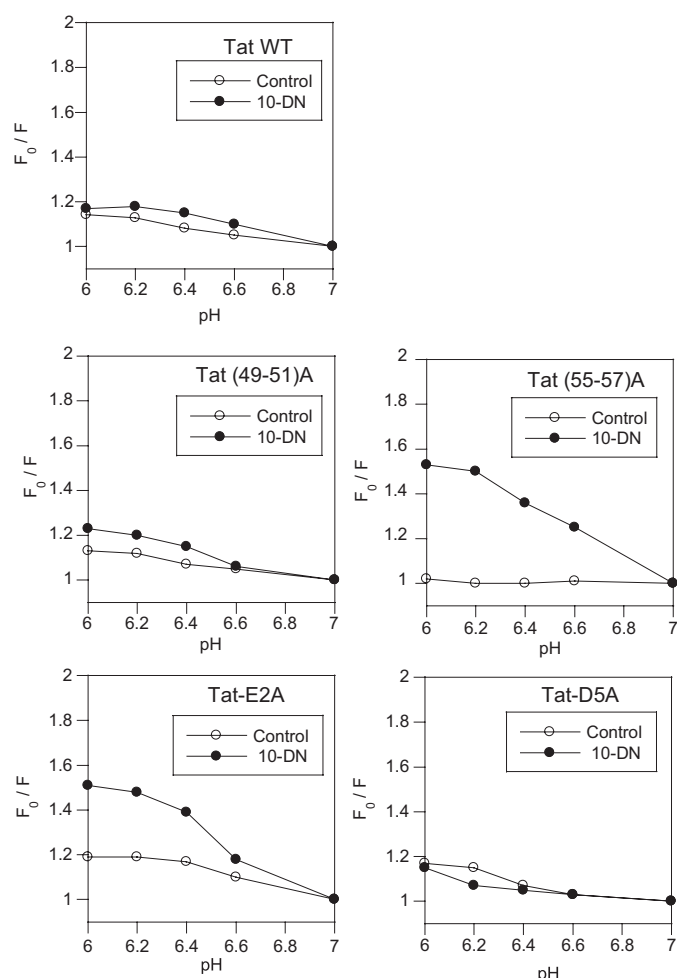 Tat WT
Control
10-DN
2
1.8
1.6
1.4
1.2
1
F0 / F
6 6.2 6.4 6.6 6.8 7
pH
Tat (49-51)A
Control
10-DN
2
1.8
1.6
1.4
1.2
1
F0 / F
6 6.2 6.4 6.6 6.8 7
pH
Tat (55-57)A
Control
10-DN
2
1.8
1.6
1.4
1.2
1
F0 / F
6 6.2 6.4 6.6 6.8 7
pH
Tat-E2A
Control
10-DN
2
1.8
1.6
1.4
1.2
1
F0 / F
6 6.2 6.4 6.6 6.8 7
pH
Tat-D5A
Control
10-DN
2
1.8
1.6
1.4
1.2
1
F0 / F
6 6.2 6.4 6.6 6.8 7
pH